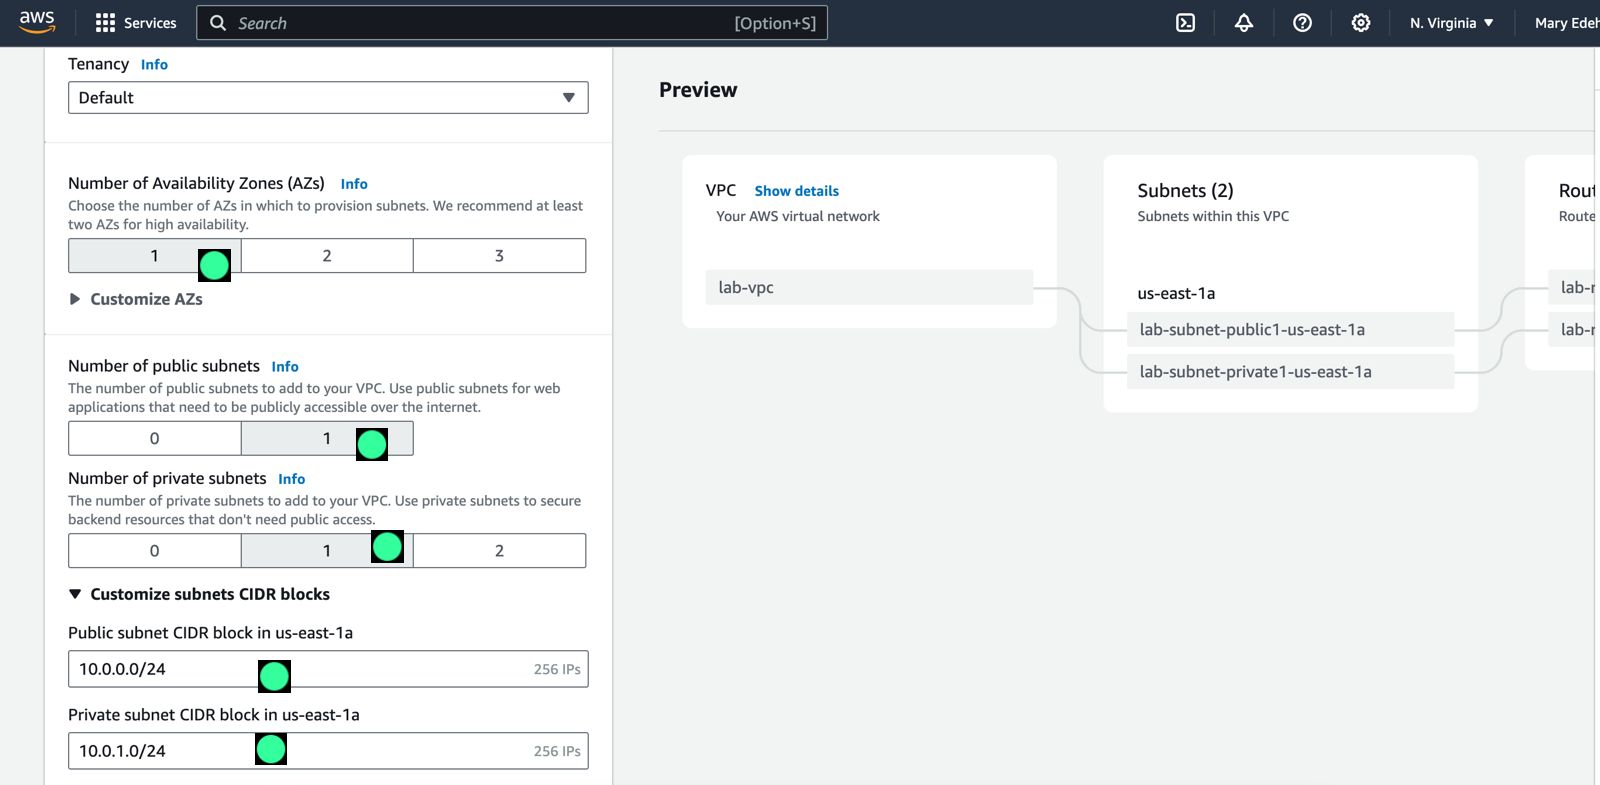 aws
Services
Search
[Option+S]
N. Virginia
Mary Edeh
Tenancy Info
Default
Number of Availability Zones (AZs) Info
Choose the number of AZs in which to provision subnets. We recommend at least
two AZs for high availability.
1 2 3
Customize AZs
Number of public subnets Info
The number of public subnets to add to your VPC. Use public subnets for web
applications that need to be publicly accessible over the internet.
0 1
Number of private subnets Info
The number of private subnets to add to your VPC. Use private subnets to secure
backend resources that don't need public access.
0 1 2
Customize subnets CIDR blocks
Public subnet CIDR block in us-east-1a
10.0.0.0/24 256 IPs
Private subnet CIDR block in us-east-1a
10.0.1.0/24 256 IPs
Preview
VPC Show details
Your AWS virtual network
lab-vpc
Subnets (2)
Subnets within this VPC
us-east-1a
lab-subnet-public1-us-east-1a
lab-subnet-private1-us-east-1a
Rout
Route
lab-r
lab-r